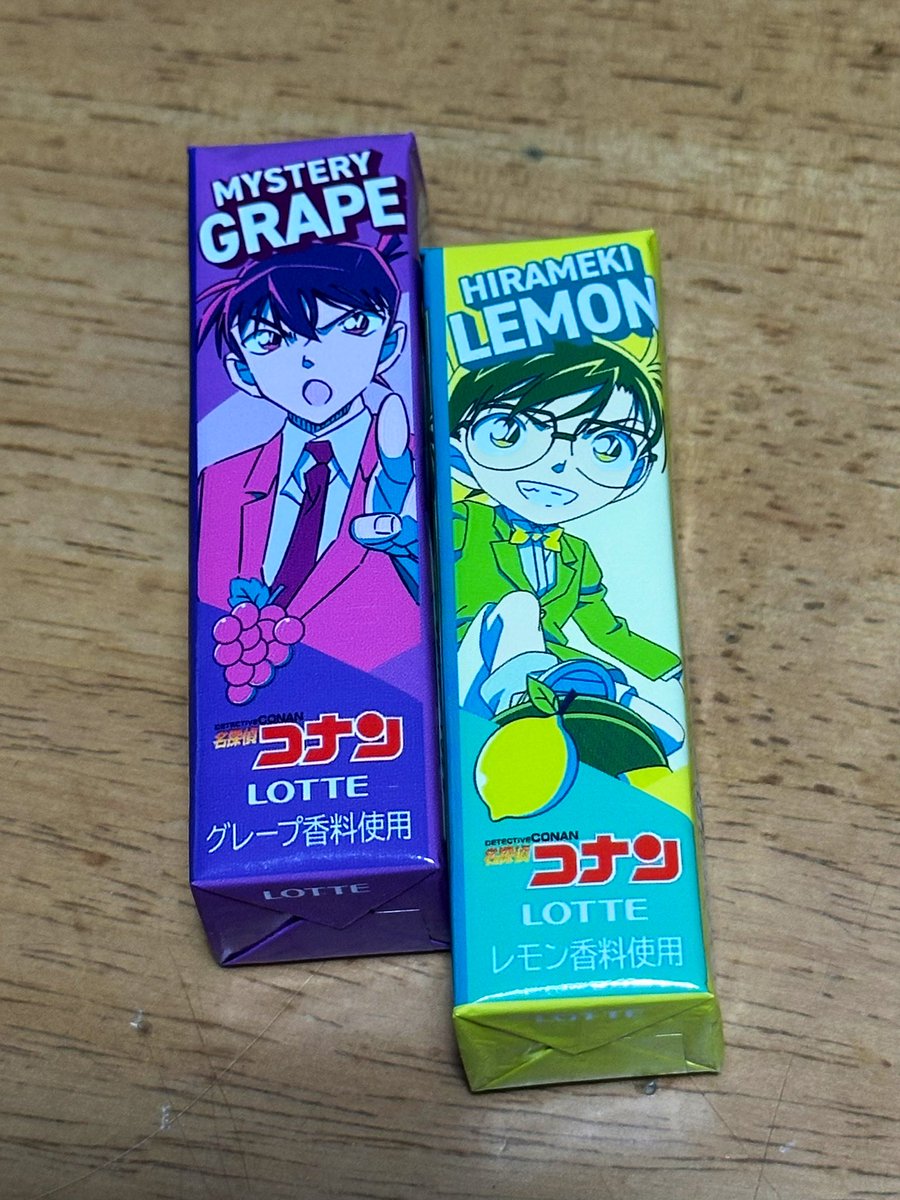 MYSTERY
GRAPE
DETECTIVE CONAN
名探偵コナン
LOTTE
グレープ香料使用
LOTTE
HIRAMEKI
LEMON
DETECTIVE CONAN
名探偵コナン
LOTTE
レモン香料使用
LOTTE